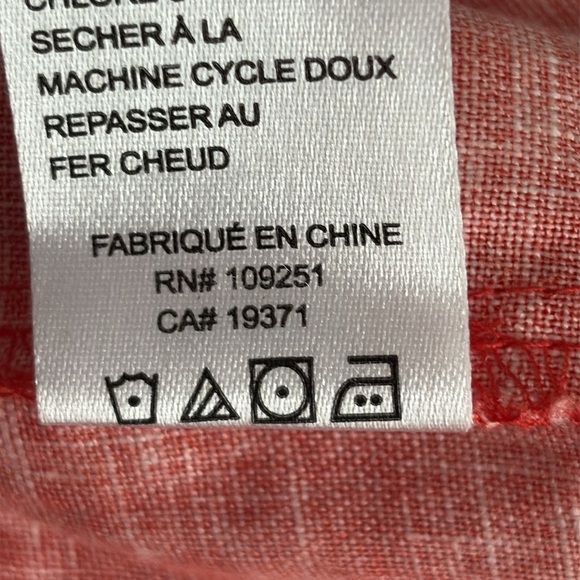 SECHER À LA
MACHINE CYCLE DOUX
REPASSER AU
FER CHEUD
FABRIQUÉ EN CHINE
RN# 109251
CA# 19371